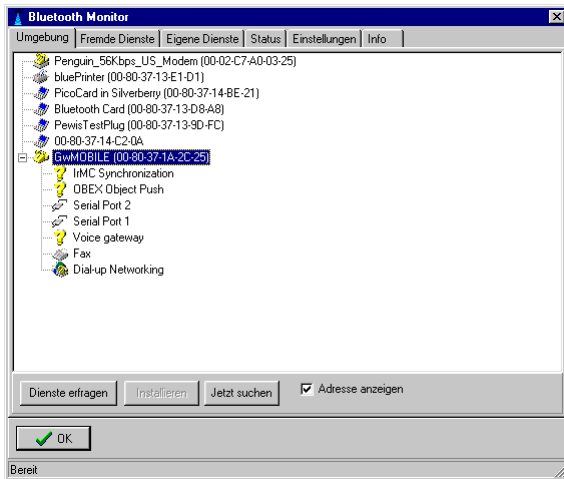 Bluetooth Monitor
Umgebung Fremde Dienste Eigene Dienste Status Einstellungen Info
Penguin_56Kbps_US_Modem (00-02-C7-A0-03-25)
bluePrinter (00-80-37-13-E1-D1)
PicoCard in Silverberry (00-80-37-14-BE-21)
Bluetooth Card (00-80-37-13-D8-A8)
PewisTestPlug (00-80-37-13-9D-FC)
00-80-37-14-C2-0A
GwMOBILE (00-80-37-1A-2C-25)
IrMC Synchronization
OBEX Object Push
Serial Port 2
Serial Port 1
Voice gateway
Fax
Dial-up Networking
Dienste erfragen Installieren Jetzt suchen Adresse anzeigen
OK
Bereit